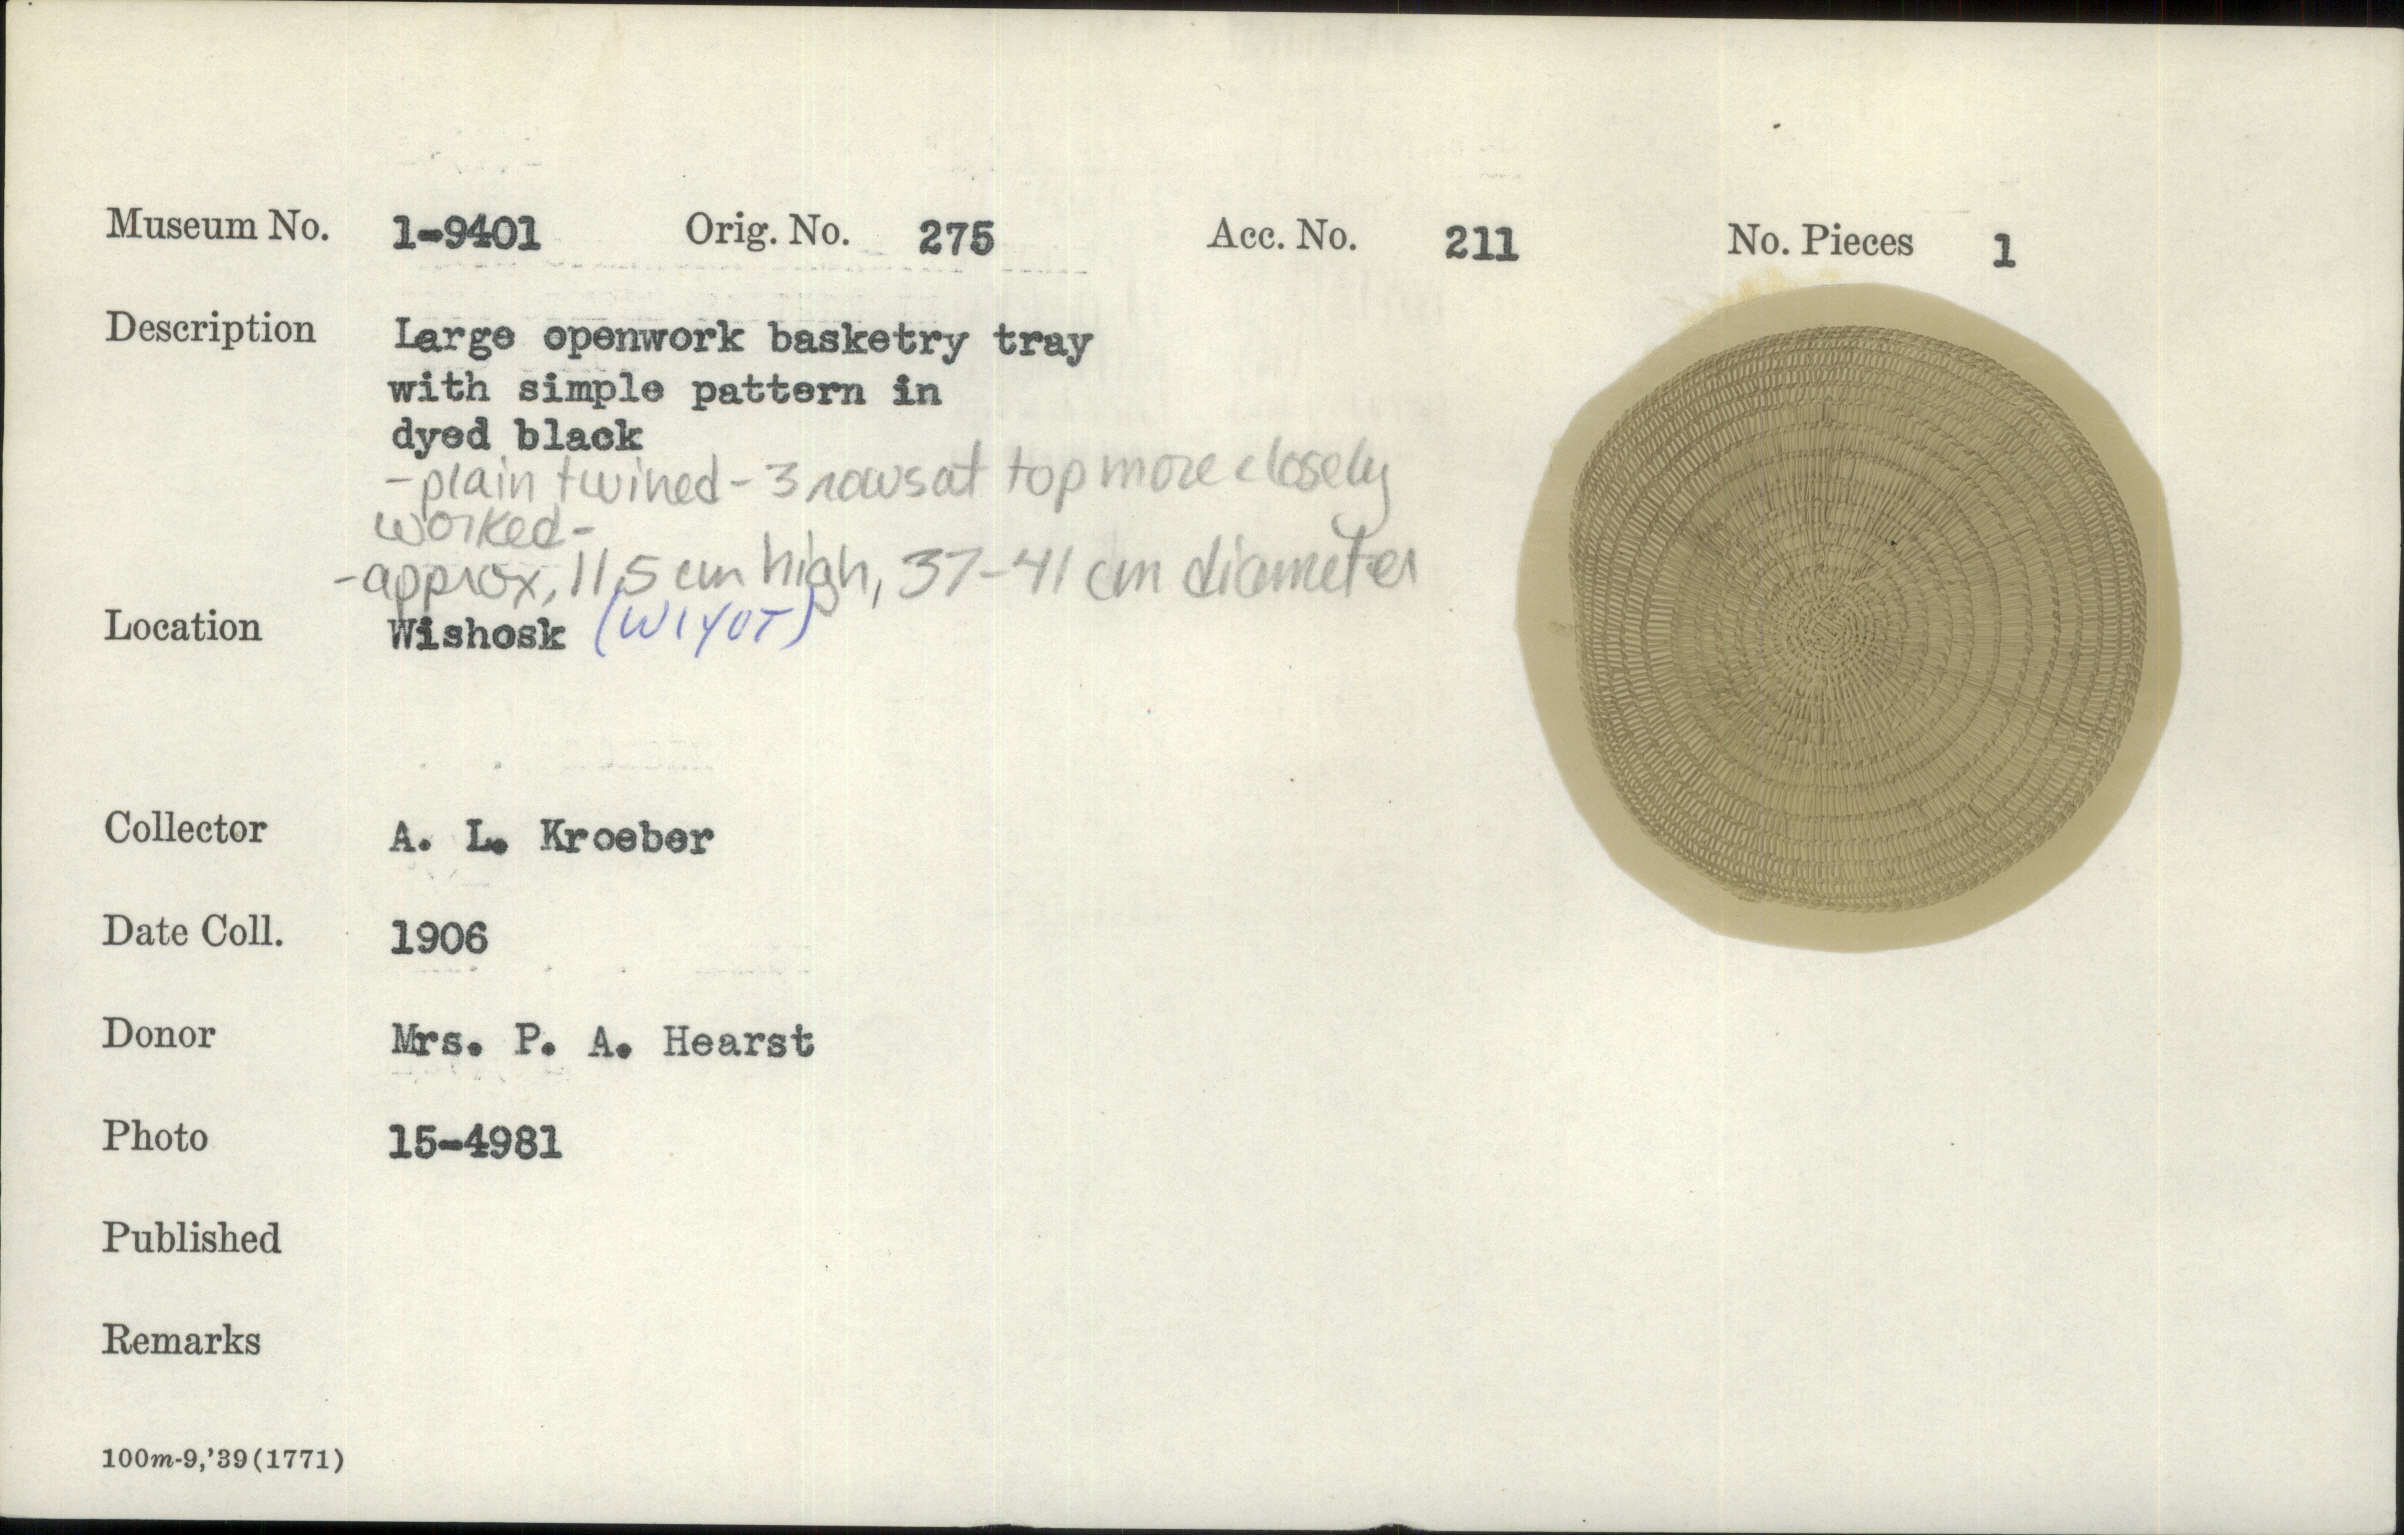 Museum No. 1-9401 Orig. No. 275 Acc. No. 211 No. Pieces 1
Description Large openwork basketry tray
with simple pattern in
dyed black
-plain twined - 3 rows at top more closely
worked-
-approx, 11.5 cm high, 37-41 cm diameter
Location Wishosk (WIYOT)
Collector A. L. Kroeber
Date Coll. 1906
Donor Mrs. P. A. Hearst
Photo 15-4981
Published
Remarks
100m-9,'39(1771)